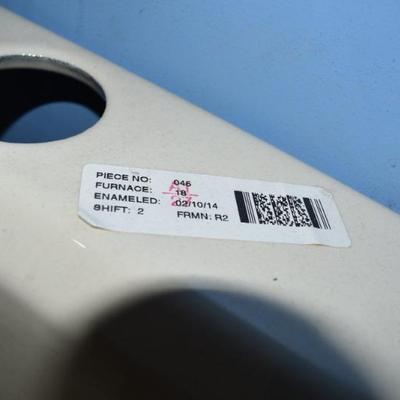 PIECE NO: 046
FURNACE: 18
ENAMELED: 02/10/14
SHIFT: 2 FRMN: R2